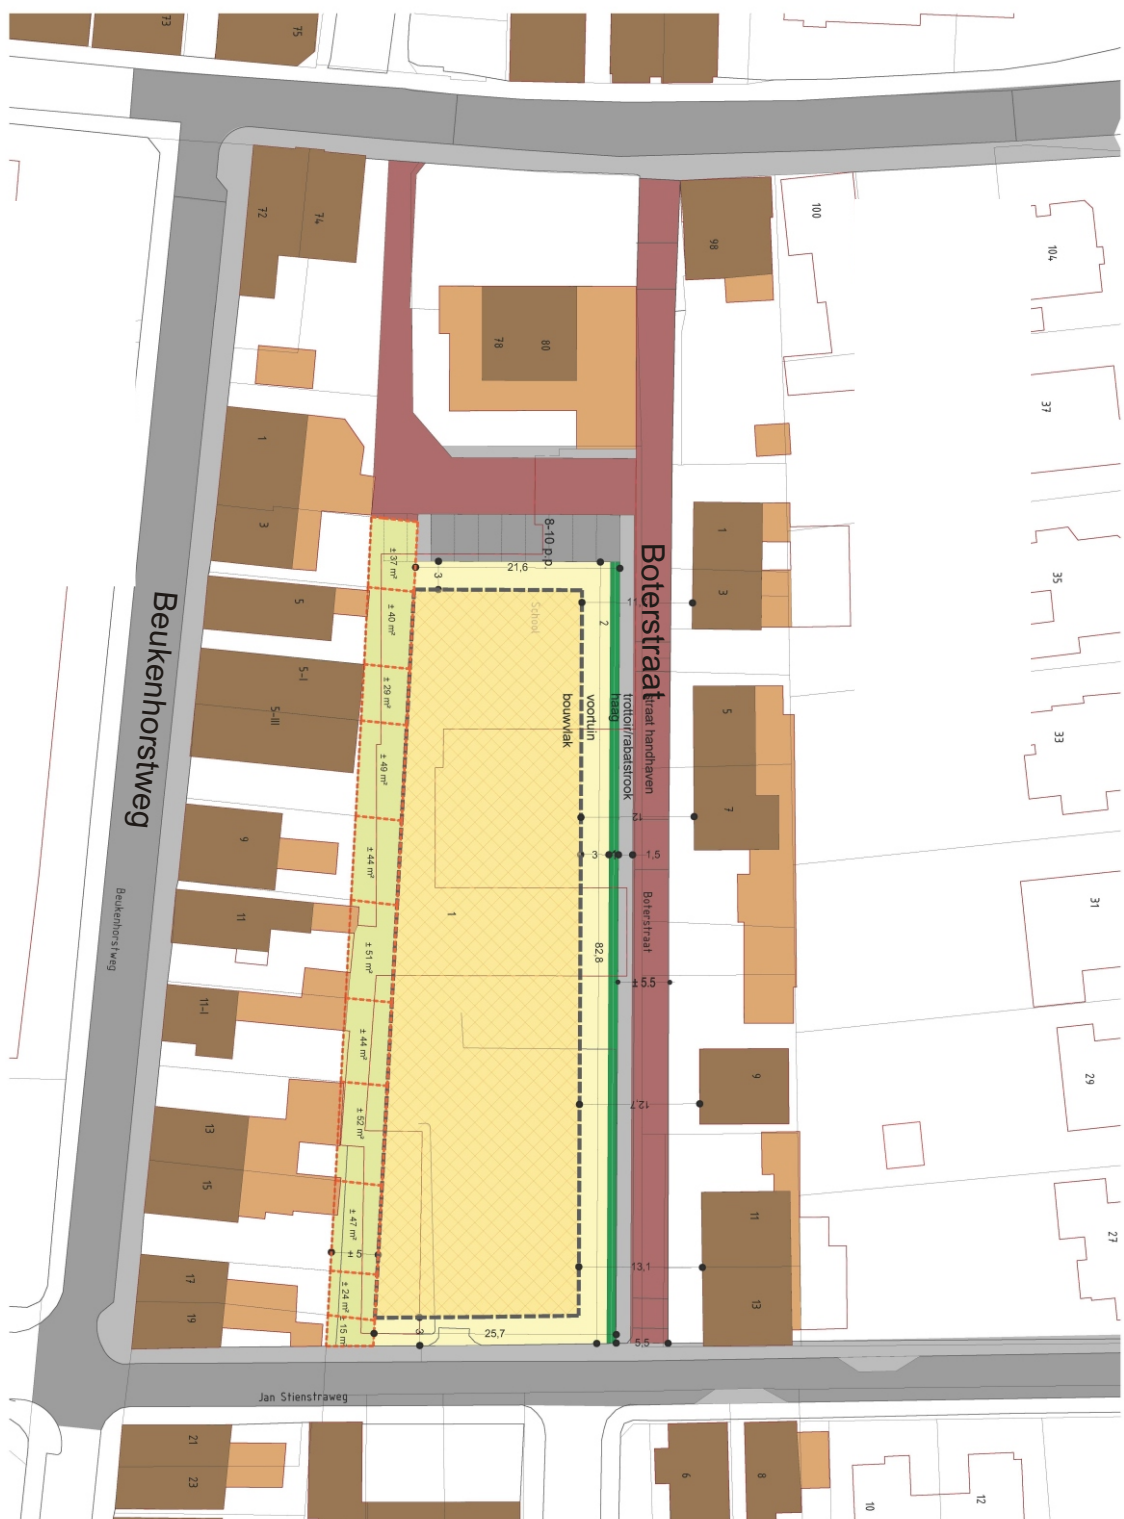 73
75
72
74
98
100
104
78
80
37
1
3
8-10 p.p.
Boterstraat
1
3
± 37 m²
3
21,6
School
2
± 40 m²
5
35
Beukenhorstweg
5-I
5-III
± 29 m²
bouwvlak
voortuin
haag
trottoir/rabatstrook
straat handhaven
5
7
33
± 49 m²
12
9
± 44 m²
3
1,5
11
1
Boterstraat
31
Beukenhorstweg
± 51 m²
82,8
± 5.5
11-I
± 44 m²
9
29
12,7
13
15
± 52 m²
11
13
27
± 47 m²
± 5
13,1
17
19
± 24 m²
± 15 m²
3
25,7
5,5
Jan Stienstraweg
21
23
6
8
10
12